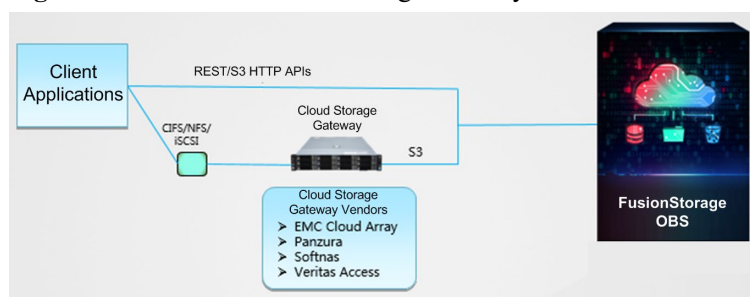 Client
Applications
REST/S3 HTTP APIs
CIFS/NFS/
iSCSI
Cloud Storage
Gateway
S3
Cloud Storage
Gateway Vendors
➤ EMC Cloud Array
➤ Panzura
➤ Softnas
➤ Veritas Access
FusionStorage
OBS